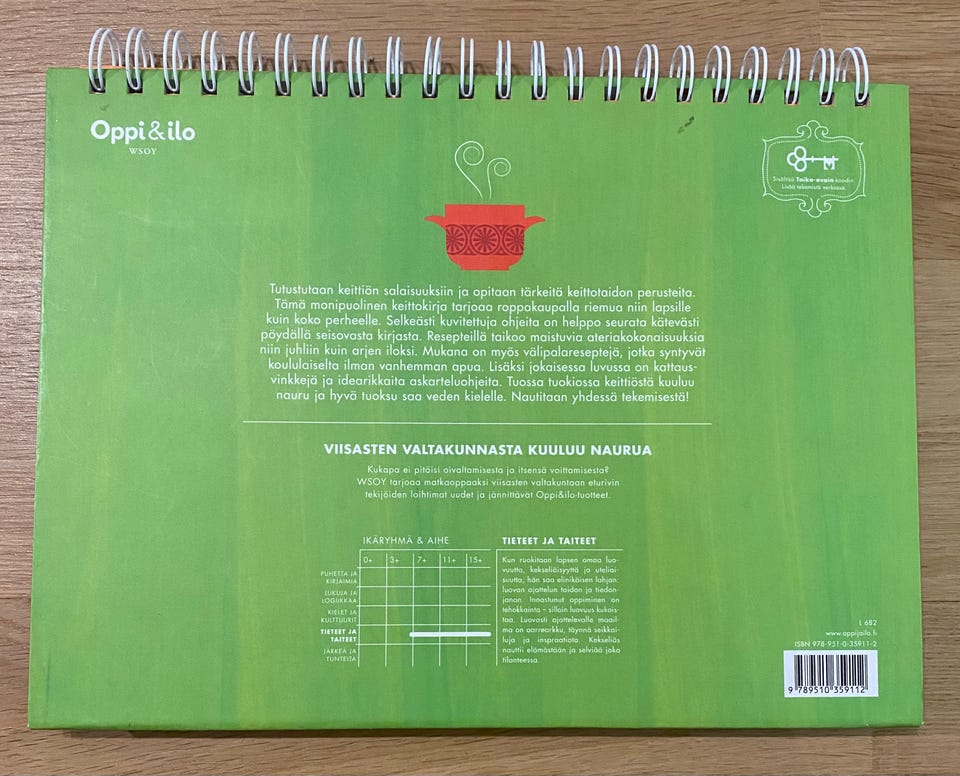 Oppi&ilo
WSOY
Sisältää Taika-avain-koodin.
Lisää tekemistä verkossa.
Tutustutaan keittiön salaisuuksiin ja opitaan tärkeitä keittotaidon perusteita.
Tämä monipuolinen keittokirja tarjoaa roppakaupalla riemua niin lapsille
kuin koko perheelle. Selkeästi kuvitettuja ohjeita on helppo seurata kätevästi
pöydällä seisovasta kirjasta. Resepteillä taikoo maistuvia ateriakokonaisuuksia
niin juhliin kuin arjen iloksi. Mukana on myös välipalareseptejä, jotka syntyvät
koululaiselta ilman vanhemman apua. Lisäksi jokaisessa luvussa on kattaus-
vinkkejä ja idearikkaita askarteluohjeita. Tuossa tuokiossa keittiöstä kuuluu
nauru ja hyvä tuoksu saa veden kielelle. Nautitaan yhdessä tekemisestä!
VIISASTEN VALTAKUNNASTA KUULUU NAURUA
Kukapa ei pitäisi oivaltamisesta ja itsensä voittamisesta?
WSOY tarjoaa matkaoppaaksi viisasten valtakuntaan eturivin
tekijöiden loihtimat uudet ja jännittävät Oppi&ilo-tuotteet.
IKÄRYHMÄ & AIHE
0+ 3+ 7+ 11+ 15+
PUHETTA JA
KIRJAIMIA
LUKUJA JA
LOGIIKKAA
KIELET JA
KULTTUURIT
TIETEET JA
TAITEET
JÄRKEÄ JA
TUNTEITA
TIETEET JA TAITEET
Kun ruokitaan lapsen omaa luo-
vuutta, kekseliäisyyttä ja uteliai-
suutta, hän saa elinikäisen lahjan:
luovan ajattelun taidon ja tiedon-
janon. Innostunut oppiminen on
tehokkainta – silloin luovuus kukois-
taa. Luovasti ajattelevalle maail-
ma on aarrearkku, täynnä seikkai-
luja ja inspiraatiota. Kekseliäs
nauttii elämästään ja selviää joka
tilanteessa.
L 682
www.oppijailo.fi
ISBN 978-951-0-35911-2
9 789510 359112